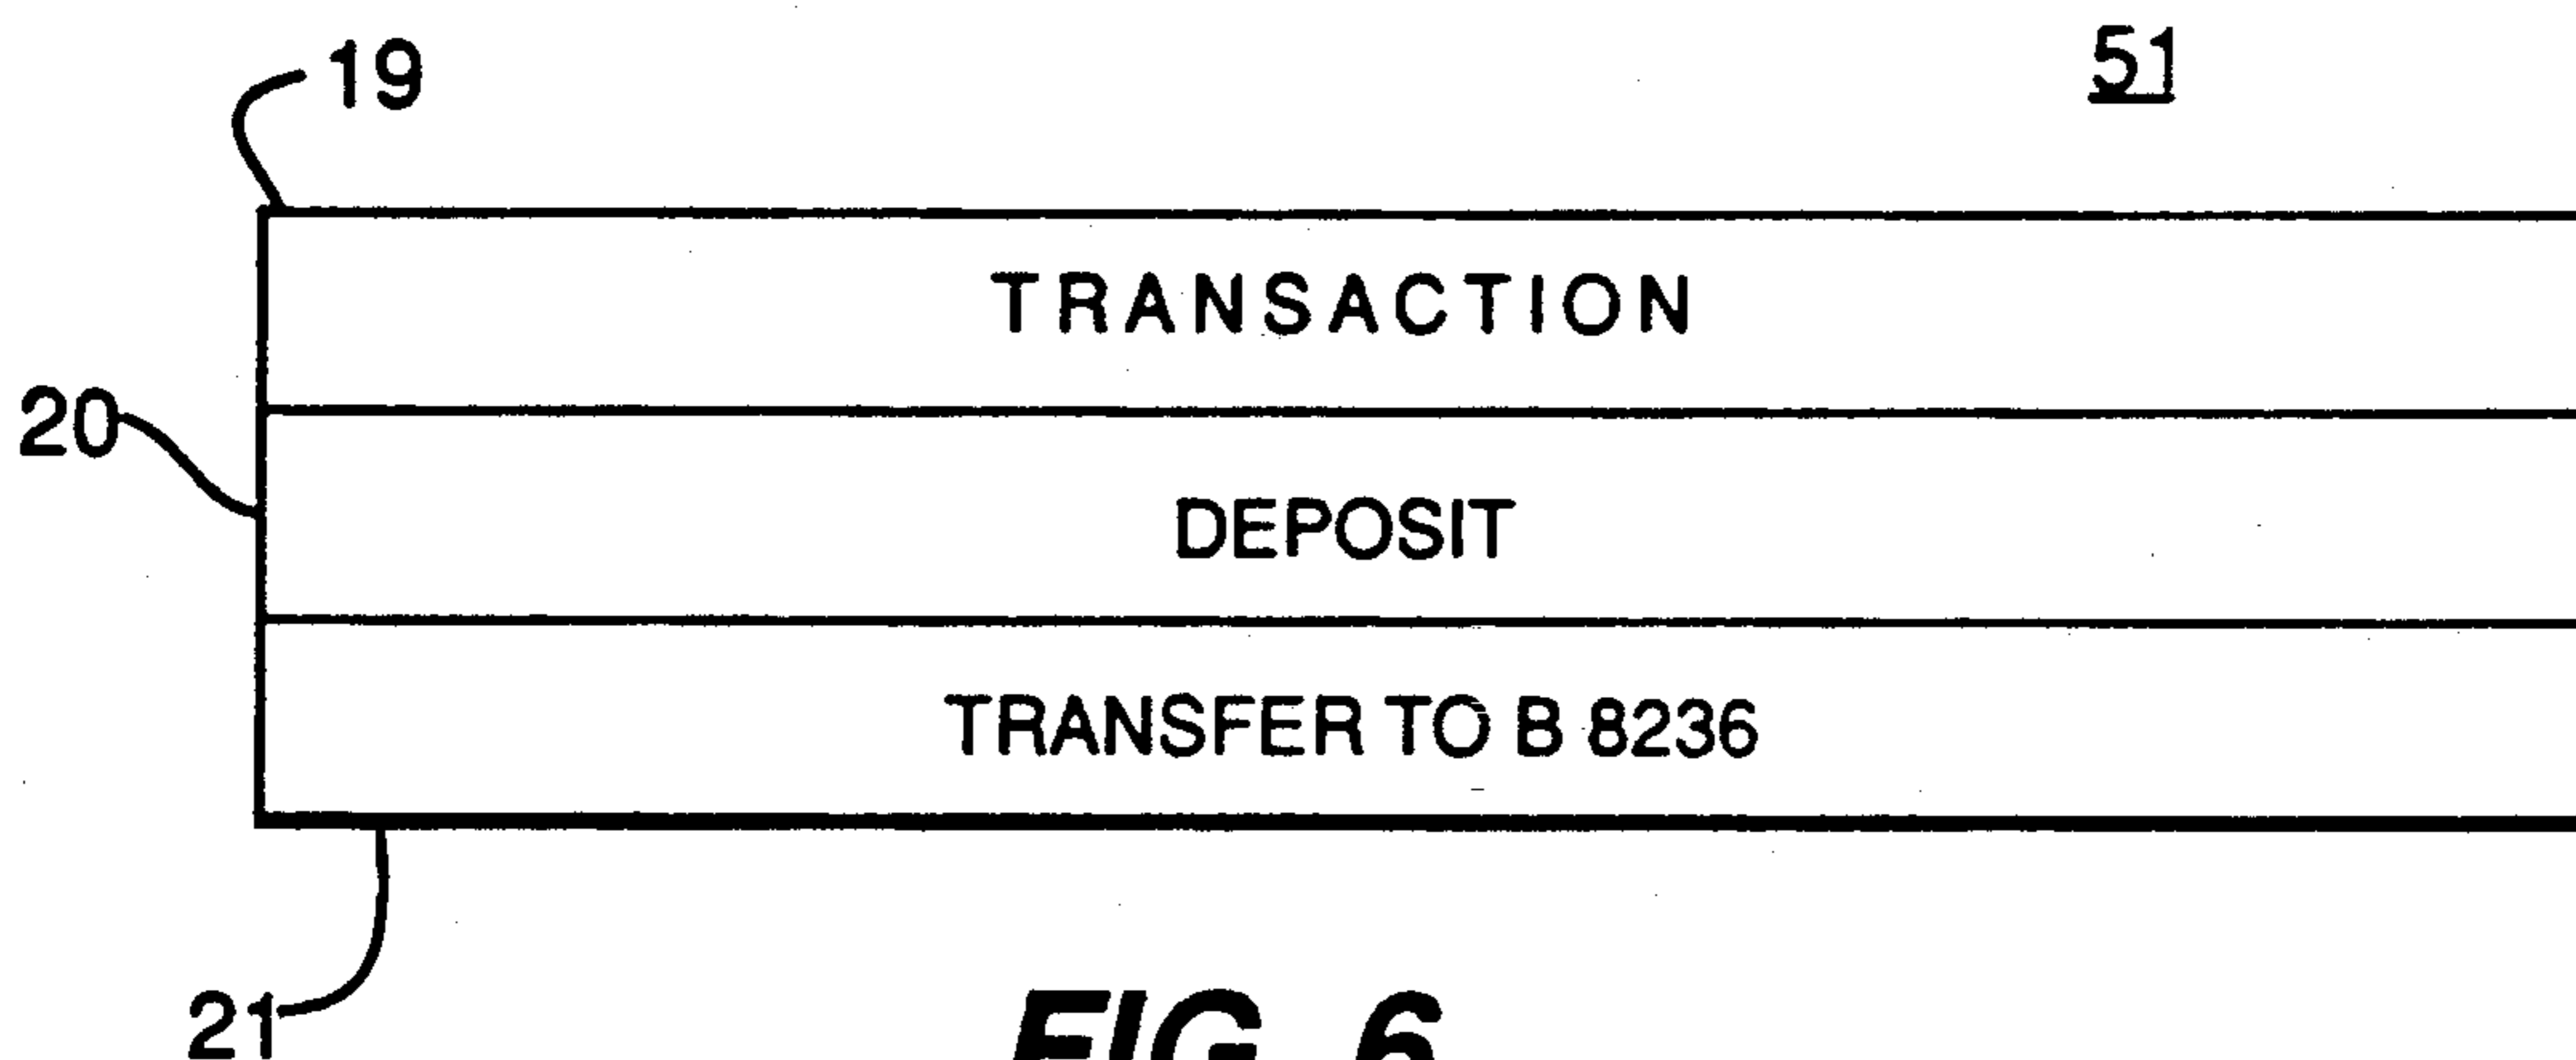 19
51
TRANSACTION
20
DEPOSIT
TRANSFER TO B 8236
21
FIG. 6